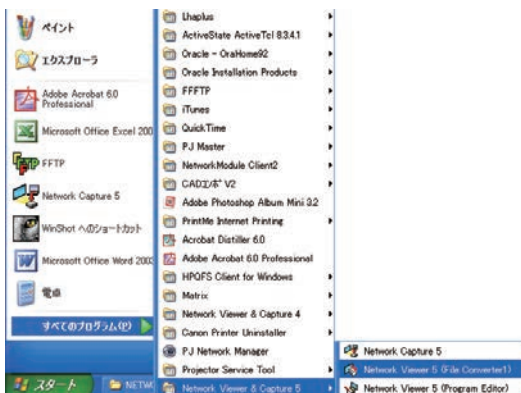 ペイント
エクスプローラ
Adobe Acrobat 6.0
Professional
Microsoft Office Excel 200
FFTP
Network Capture 5
WinShot へのショートカット
Microsoft Office Word 2003
電卓
すべてのプログラム(P)
スタート
NETW
Lhaplus
ActiveState ActiveTcl 8.3.4.1
Oracle - OraHome92
Oracle Installation Products
FFFTP
iTunes
QuickTime
PJ Master
NetworkModule Client2
CADエンポ V2
Adobe Photoshop Album Mini 3.2
PrintMe Internet Printing
Acrobat Distiller 6.0
Adobe Acrobat 6.0 Professional
HPQFS Client for Windows
Matrix
Network Viewer & Capture 4
Canon Printer Uninstaller
PJ Network Manager
Projector Service Tool
Network Viewer & Capture 5
Network Capture 5
Network Viewer 5 (File Converter1)
Network Viewer 5 (Program Editor)